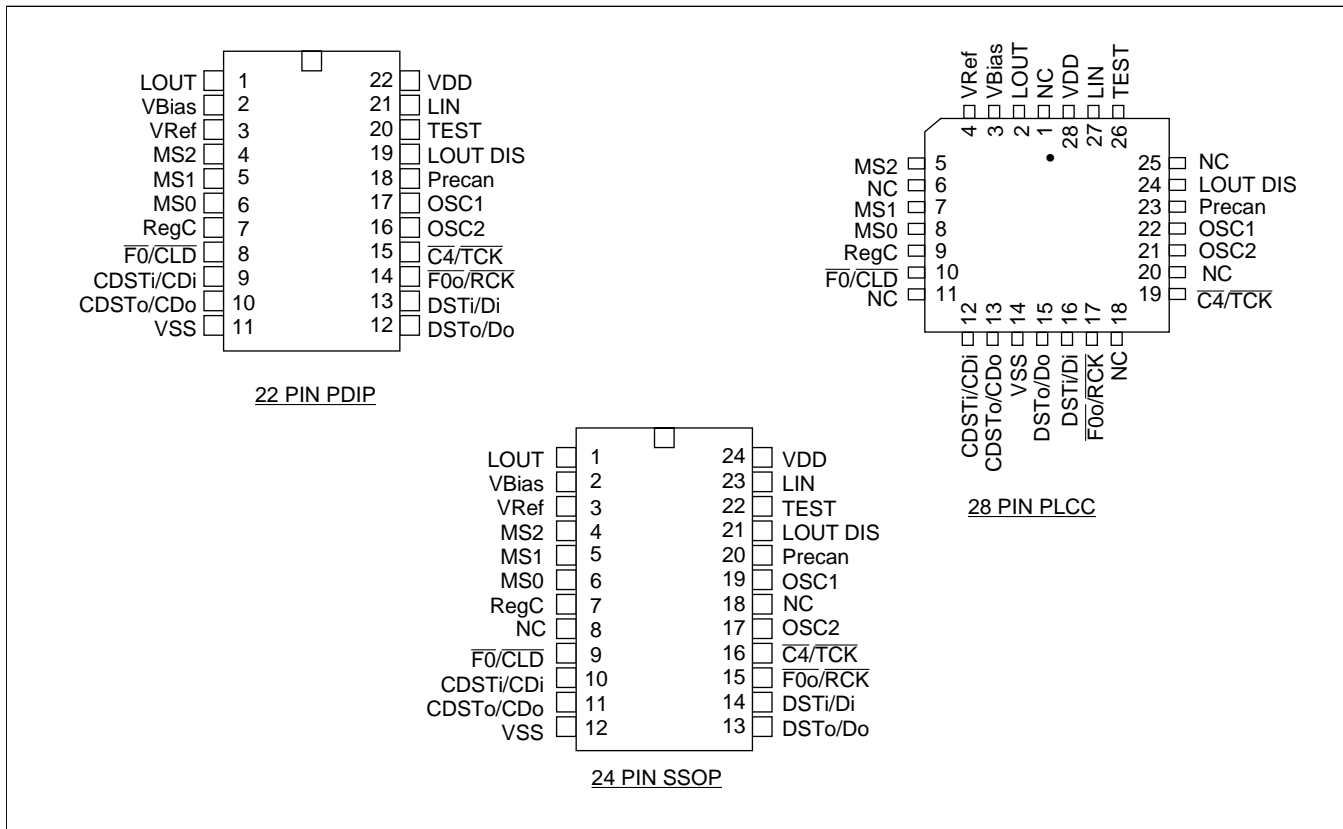 LOUT 1 22 VDD
VBias 2 21 LIN
VRef 3 20 TEST
MS2 4 19 LOUT DIS
MS1 5 18 Precan
MS0 6 17 OSC1
RegC 7 16 OSC2
F0/CLD 8 15 C4/TCK
CDSTi/CDi 9 14 F0o/RCK
CDSTo/CDo 10 13 DSTi/Di
VSS 11 12 DSTo/Do
22 PIN PDIP
VRef VBias LOUT NC VDD LIN TEST
4 3 2 1 28 27 26
MS2 5 25 NC
NC 6 24 LOUT DIS
MS1 7 23 Precan
MS0 8 22 OSC1
RegC 9 21 OSC2
F0/CLD 10 20 NC
NC 11 19 C4/TCK
12 13 14 15 16 17 18
CDSTi/CDi CDSTo/CDo VSS DSTo/Do DSTi/Di F0o/RCK NC
28 PIN PLCC
LOUT 1 24 VDD
VBias 2 23 LIN
VRef 3 22 TEST
MS2 4 21 LOUT DIS
MS1 5 20 Precan
MS0 6 19 OSC1
RegC 7 18 NC
NC 8 17 OSC2
F0/CLD 9 16 C4/TCK
CDSTi/CDi 10 15 F0o/RCK
CDSTo/CDo 11 14 DSTi/Di
VSS 12 13 DSTo/Do
24 PIN SSOP